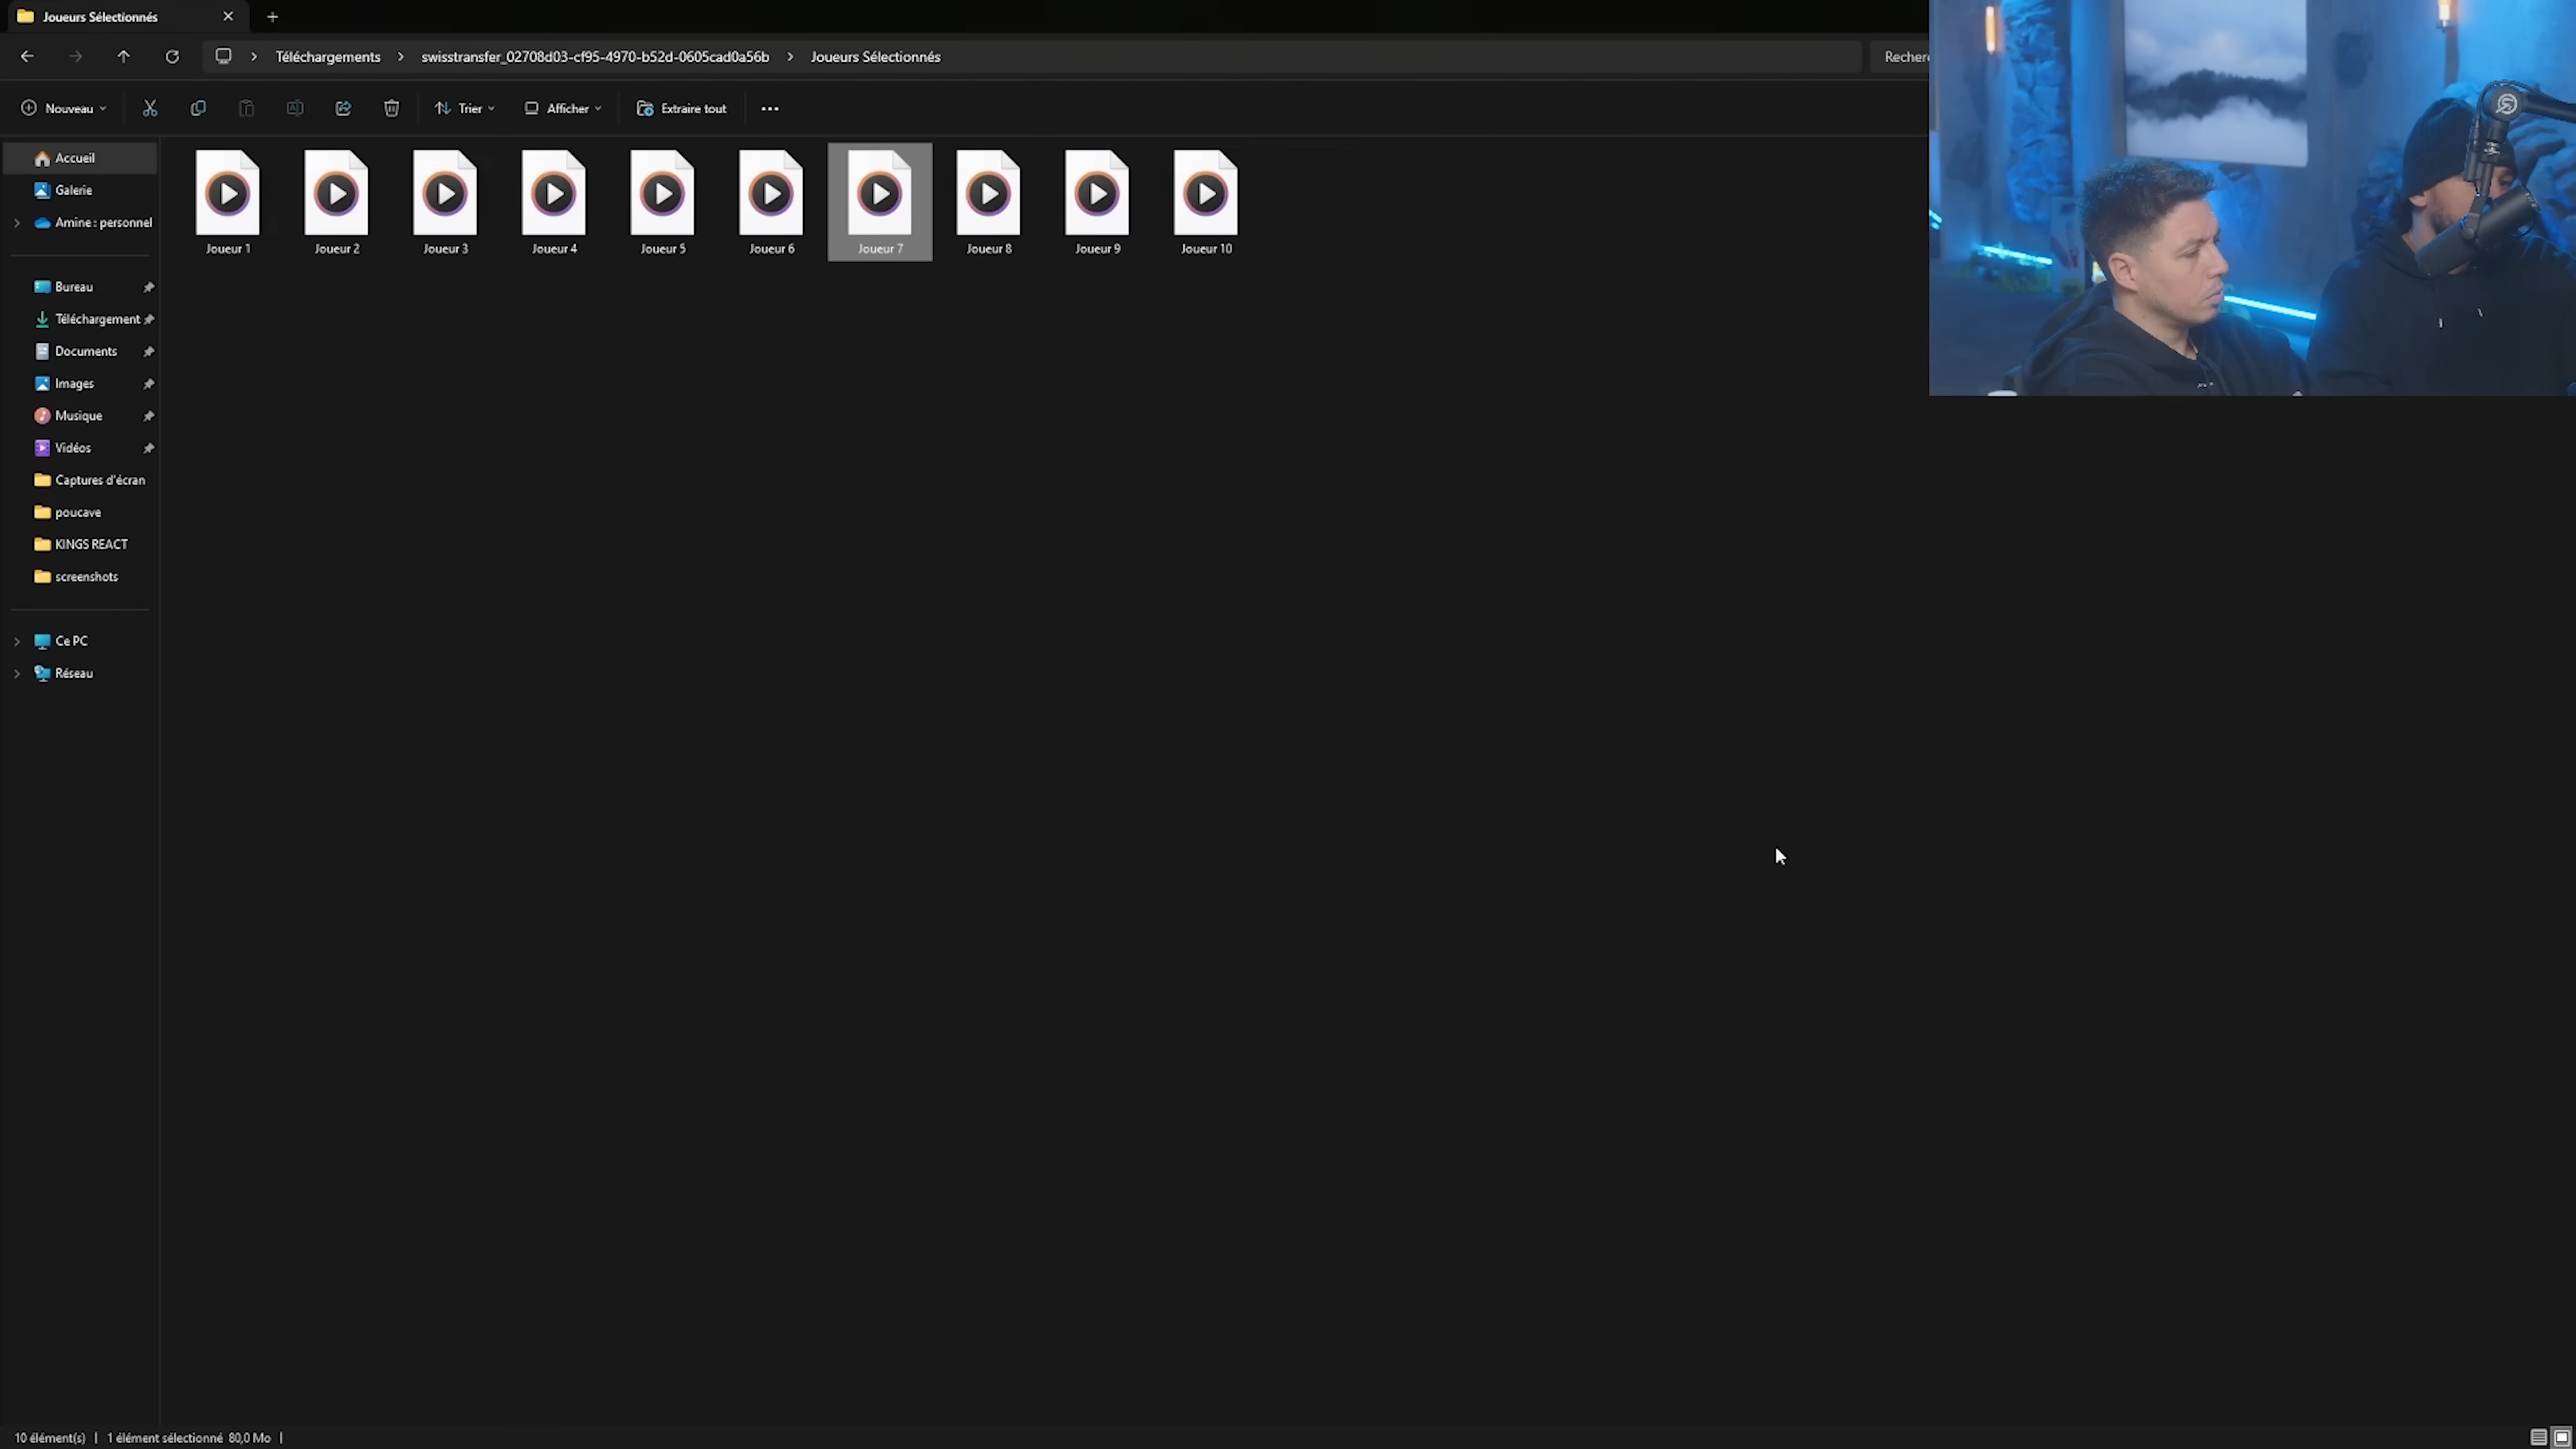 Joueurs Sélectionnés
Téléchargements
swisstransfer_02708d03-cf95-4970-b52d-0605cad0a56b
Joueurs Sélectionnés
Nouveau
Trier
Afficher
Extraire tout
Accueil
Galerie
Amine : personnel
Bureau
Téléchargement
Documents
Images
Musique
Vidéos
Captures d'écran
poucave
KINGS REACT
screenshots
Ce PC
Réseau
Joueur 1
Joueur 2
Joueur 3
Joueur 4
Joueur 5
Joueur 6
Joueur 7
Joueur 8
Joueur 9
Joueur 10
10 élément(s) | 1 élément sélectionné 80,0 Mo |